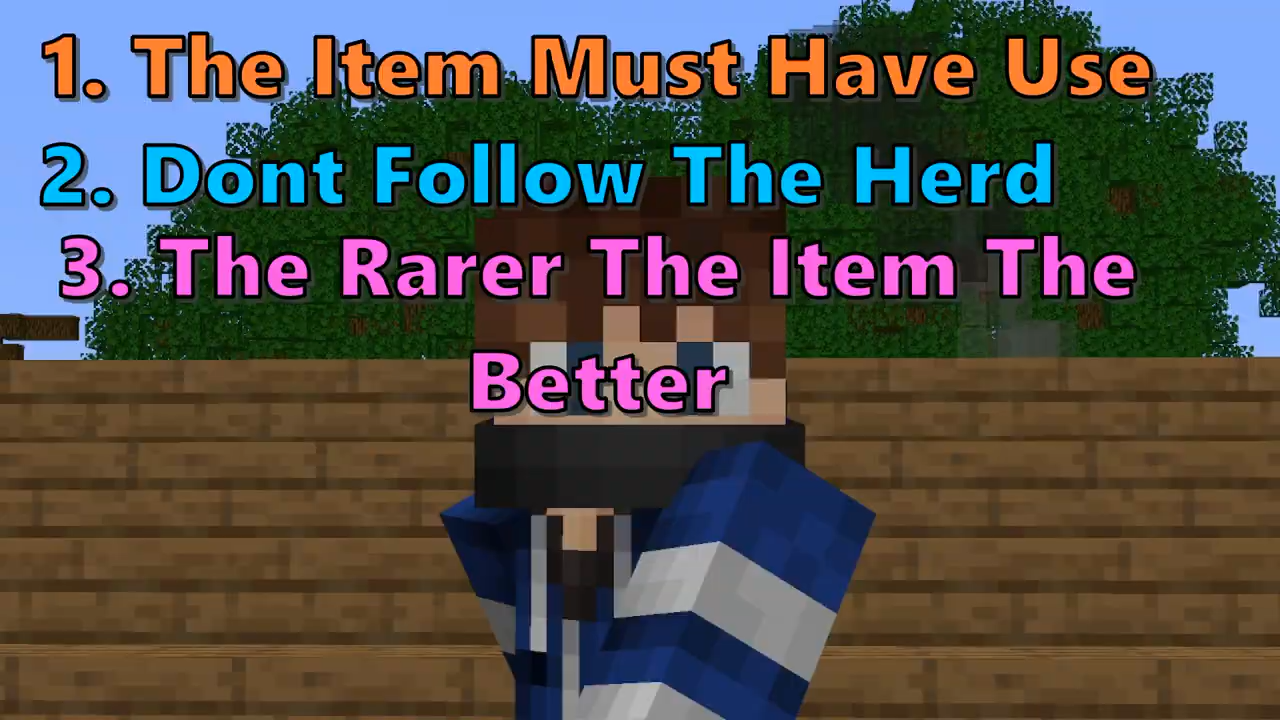 1. The Item Must Have Use
2. Dont Follow The Herd
3. The Rarer The Item The
Better